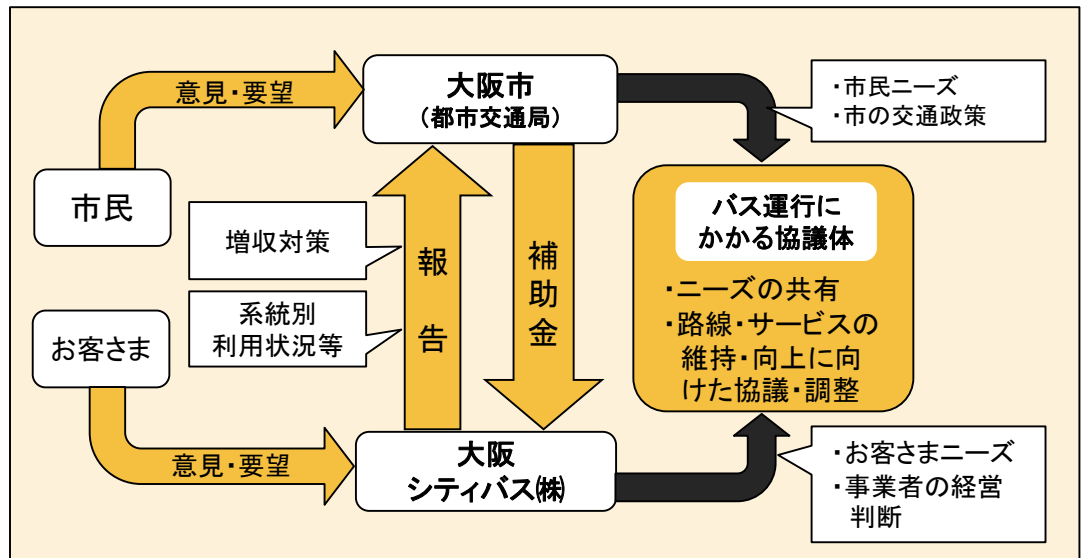 意見・要望
大阪市
（都市交通局）
・市民ニーズ
・市の交通政策
市民
増収対策
報告
補助金
バス運行に
かかる協議体
・ニーズの共有
・路線・サービスの
維持・向上に向
けた協議・調整
系統別
利用状況等
お客さま
意見・要望
大阪
シティバス㈱
・お客さまニーズ
・事業者の経営
判断